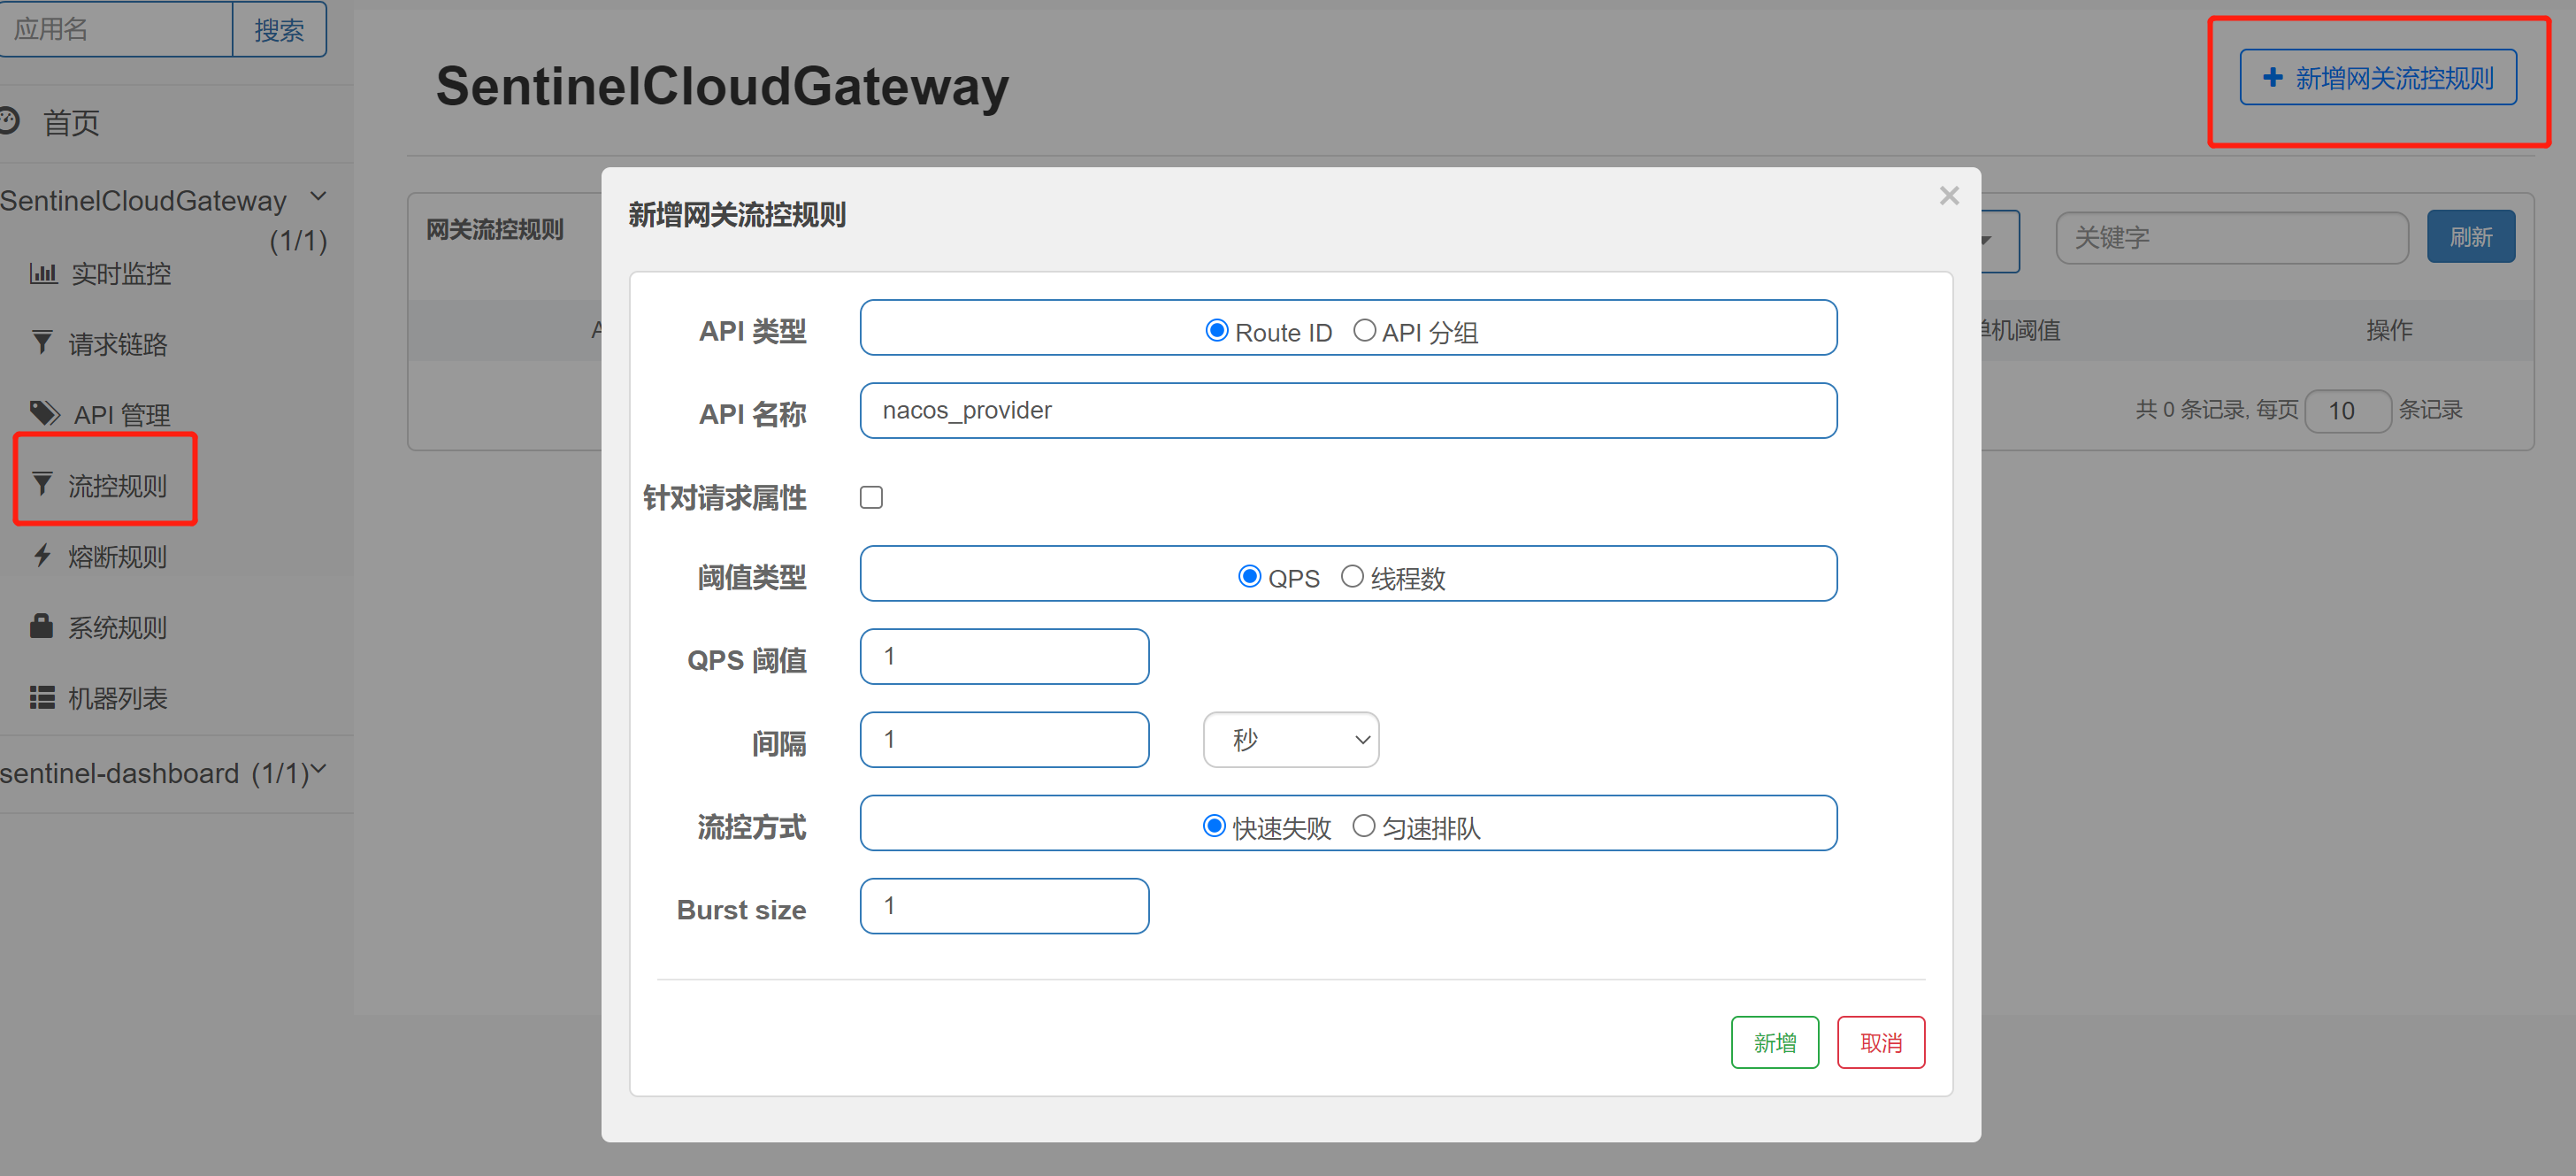 应用名
搜索
首页
SentinelCloudGateway
(1/1)
实时监控
请求链路
API 管理
流控规则
熔断规则
系统规则
机器列表
sentinel-dashboard (1/1)
SentinelCloudGateway
新增网关流控规则
网关流控规则
关键字
刷新
机阈值
操作
共 0 条记录, 每页 10 条记录
新增网关流控规则
×
API 类型 Route ID API 分组
API 名称 nacos_provider
针对请求属性
阈值类型 QPS 线程数
QPS 阈值 1
间隔 1 秒
流控方式 快速失败 匀速排队
Burst size 1
新增 取消